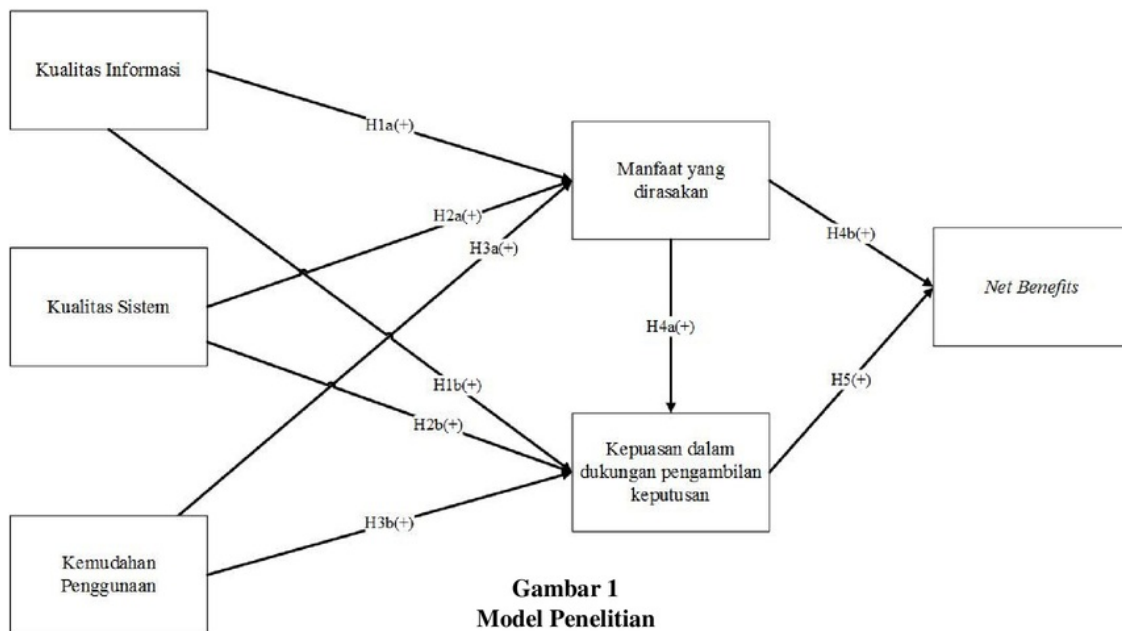 Kualitas Informasi
H1a(+)
Manfaat yang
dirasakan
H2a(+)
H3a(+)
H4b(+)
Kualitas Sistem
Net Benefits
H4a(+)
H1b(+)
H5(+)
H2b(+)
Kepuasan dalam
dukungan pengambilan
keputusan
H3b(+)
Kemudahan
Penggunaan
Gambar 1
Model Penelitian